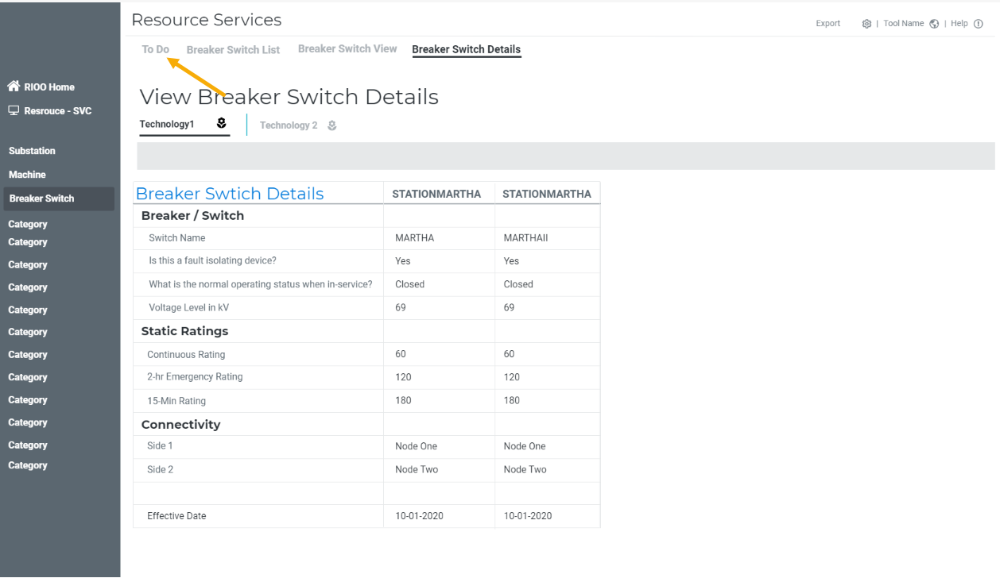 Resource Services
Export | Tool Name | Help
To Do Breaker Switch List Breaker Switch View Breaker Switch Details
RIOO Home
Resrouce - SVC
Substation
Machine
Breaker Switch
Category
Category
Category
Category
Category
Category
Category
Category
Category
Category
Category
Category
View Breaker Switch Details
Technology1 Technology 2
Breaker Swtich Details STATIONMARTHA STATIONMARTHA
Breaker / Switch
Switch Name MARTHA MARTHAII
Is this a fault isolating device? Yes Yes
What is the normal operating status when in-service? Closed Closed
Voltage Level in kV 69 69
Static Ratings
Continuous Rating 60 60
2-hr Emergency Rating 120 120
15-Min Rating 180 180
Connectivity
Side 1 Node One Node One
Side 2 Node Two Node Two
Effective Date 10-01-2020 10-01-2020